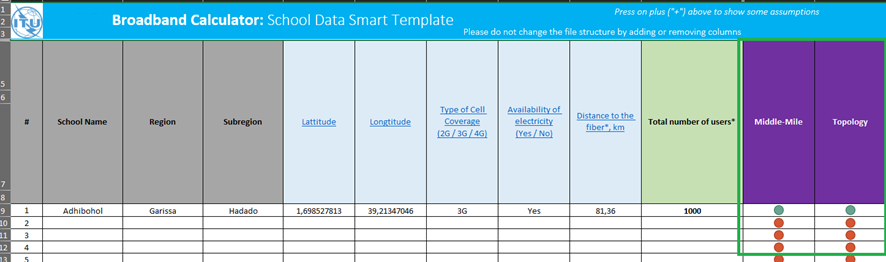 1
2
3
5
6
7
8
9
10
11
12
13
ITU
Broadband Calculator: School Data Smart Template
Press on plus ("+") above to show some assumptions
Please do not change the file structure by adding or removing columns
#
School Name
Region
Subregion
Lattitude
Longtitude
Type of Cell
Coverage
(2G / 3G / 4G)
Availability of
electricity
(Yes / No)
Distance to the
fiber*, km
Total number of users*
Middle-Mile
Topology
1 Adhibohol Garissa Hadado 1,698527813 39,21347046 3G Yes 81,36 1000
2
3
4
5